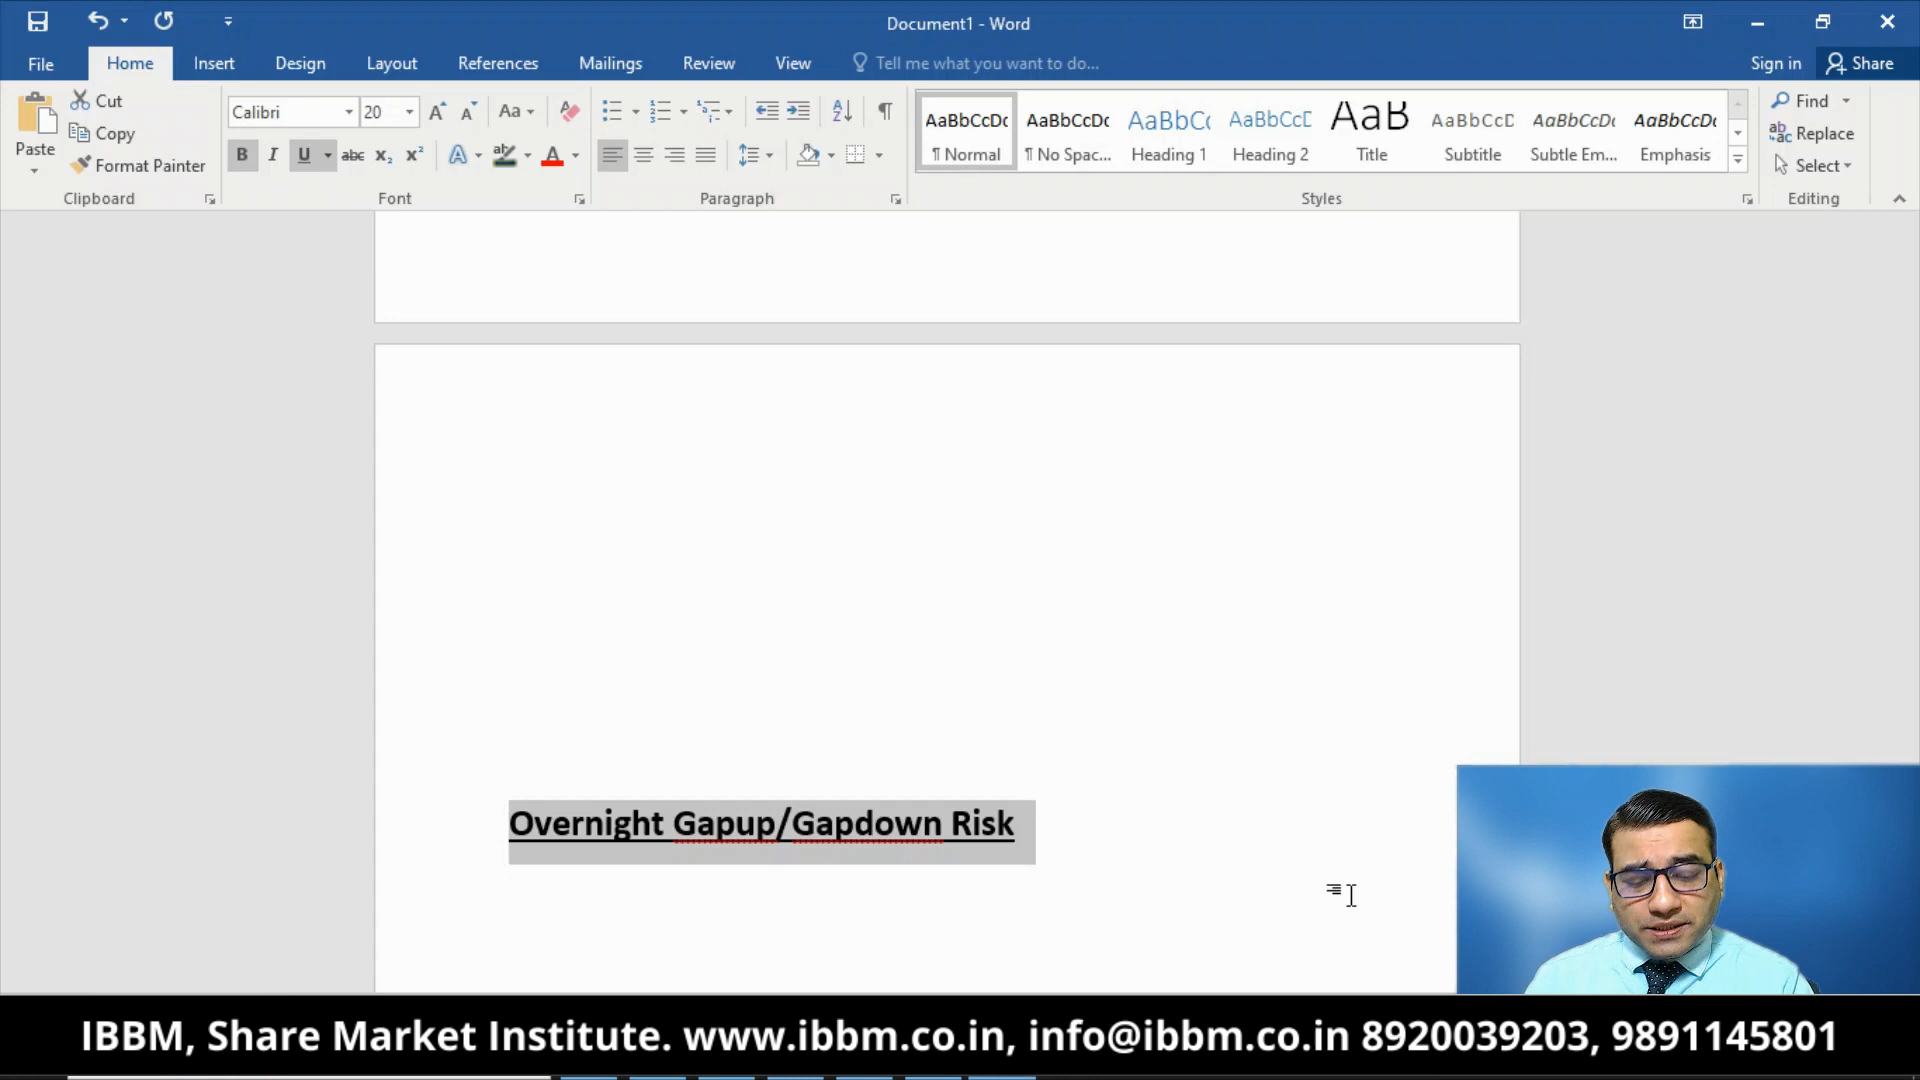 Document1 - Word
File Home Insert Design Layout References Mailings Review View Tell me what you want to do... Sign in Share
Paste
Cut
Copy
Format Painter
Clipboard
Calibri 20
Font
Paragraph
AaBbCcDc AaBbCcDc AaBbC( AaBbCcD AaB AaBbCcD AaBbCcDc AaBbCcDc
¶ Normal ¶ No Spac... Heading 1 Heading 2 Title Subtitle Subtle Em... Emphasis
Styles
Find
Replace
Select
Editing
Overnight Gapup/Gapdown Risk
IBBM, Share Market Institute. www.ibbm.co.in, info@ibbm.co.in 8920039203, 9891145801